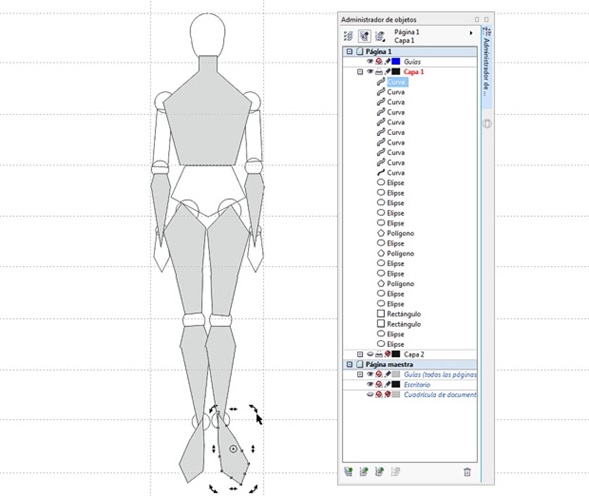 Administrador de objetos
Página 1
Capa 1
Administrador de...
Página 1
Guías
Capa 1
Curva
Curva
Curva
Curva
Curva
Curva
Curva
Curva
Curva
Curva
Elipse
Elipse
Elipse
Elipse
Elipse
Polígono
Elipse
Polígono
Elipse
Elipse
Polígono
Elipse
Elipse
Rectángulo
Rectángulo
Elipse
Elipse
Capa 2
Página maestra
Guías (todas las páginas
Escritorio
Cuadrícula de document